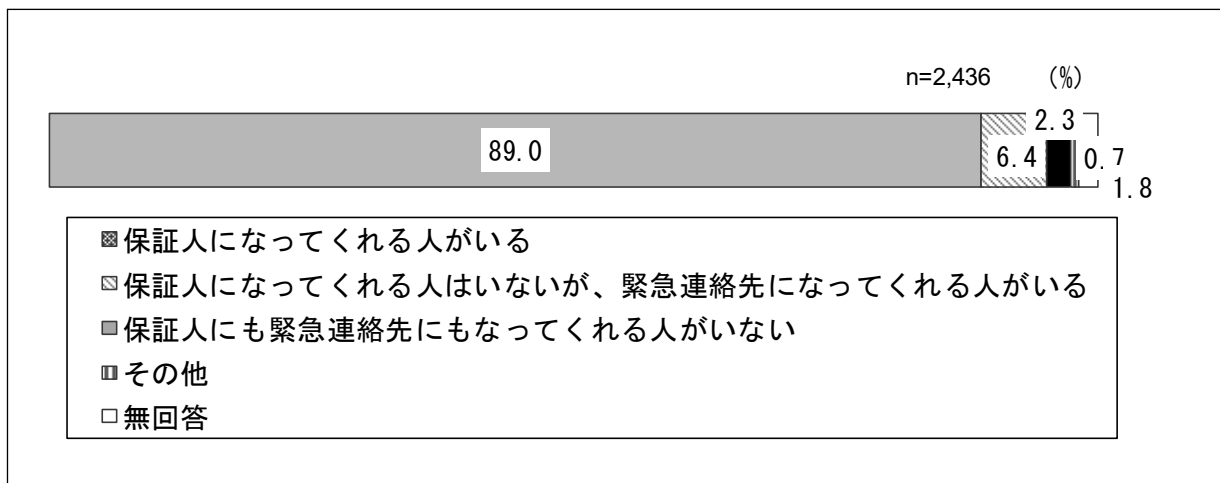 n=2,436 (%)
2.3
89.0 6.4 0.7
1.8
保証人になってくれる人がいる
保証人になってくれる人はいないが、緊急連絡先になってくれる人がいる
保証人にも緊急連絡先にもなってくれる人がいない
その他
無回答